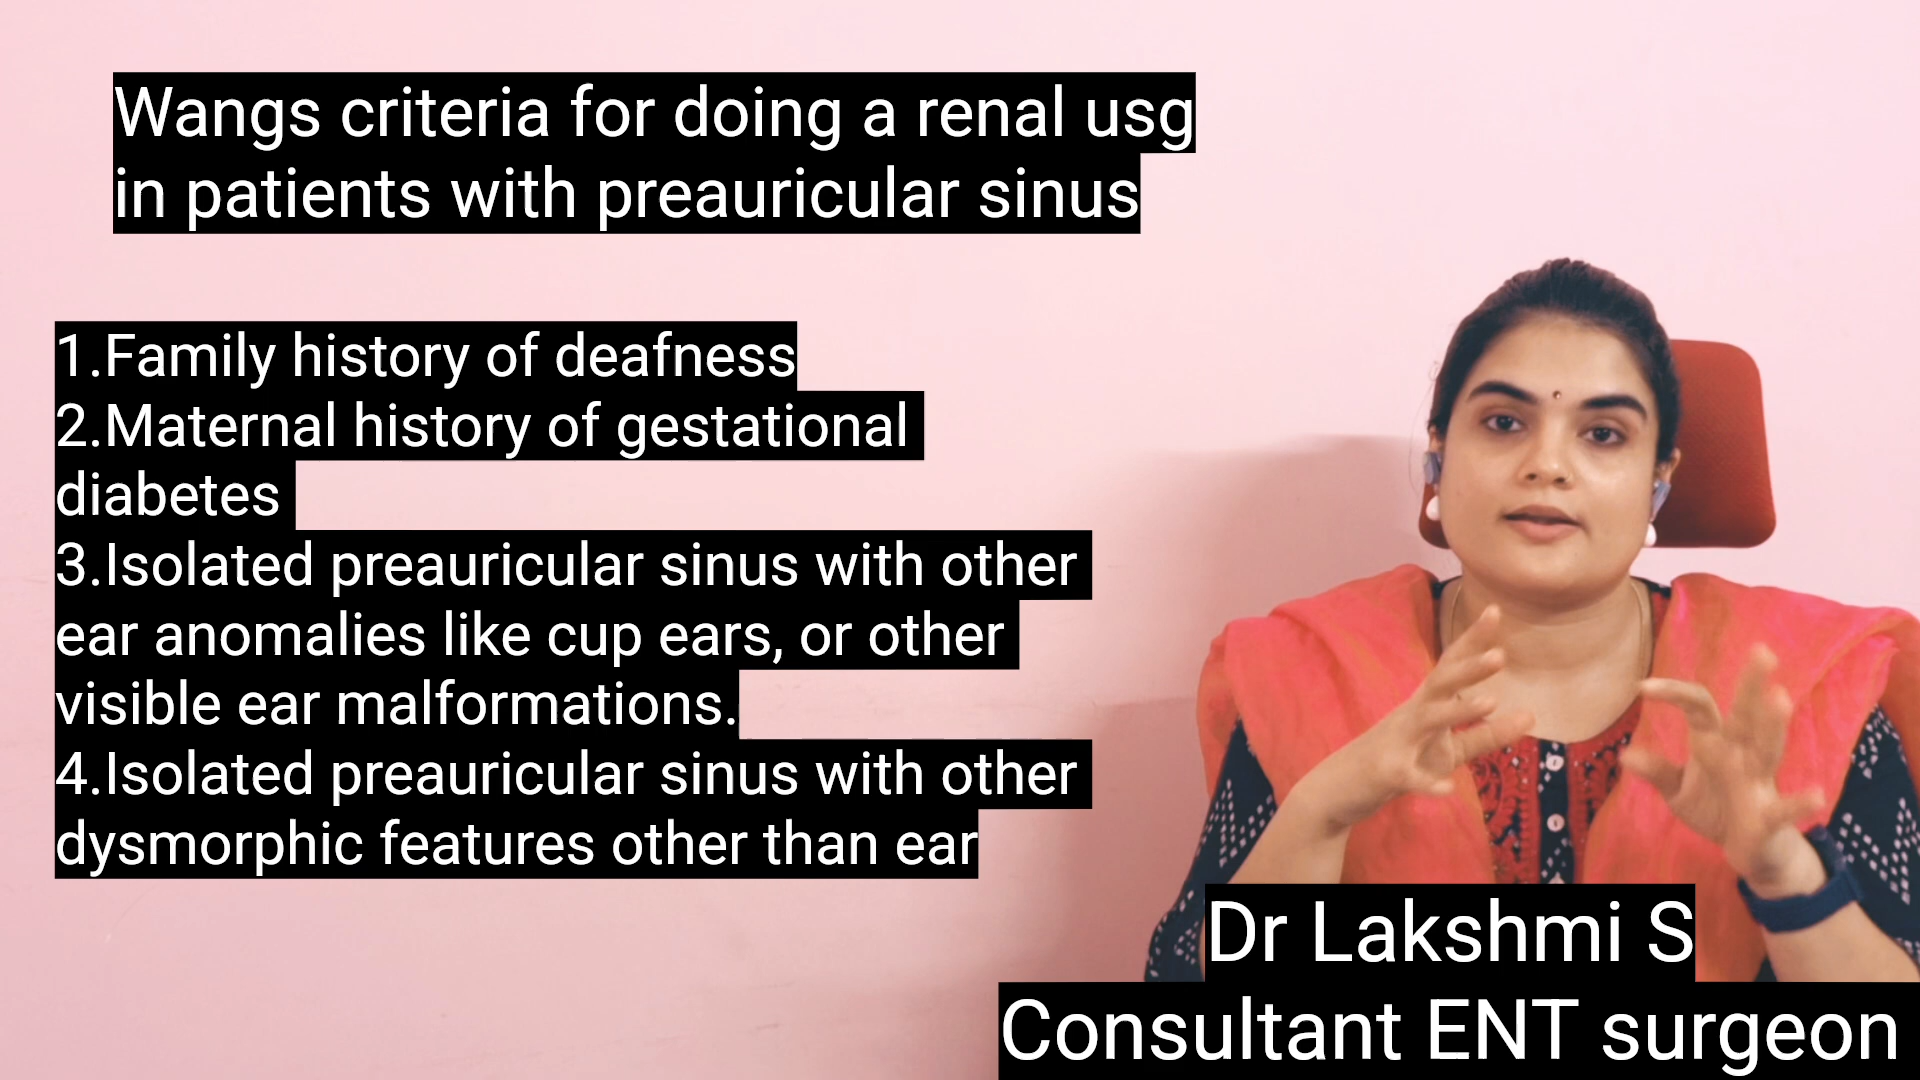 Wangs criteria for doing a renal usg
in patients with preauricular sinus
1.Family history of deafness
2.Maternal history of gestational
diabetes
3.Isolated preauricular sinus with other
ear anomalies like cup ears, or other
visible ear malformations.
4.Isolated preauricular sinus with other
dysmorphic features other than ear
Dr Lakshmi S
Consultant ENT surgeon